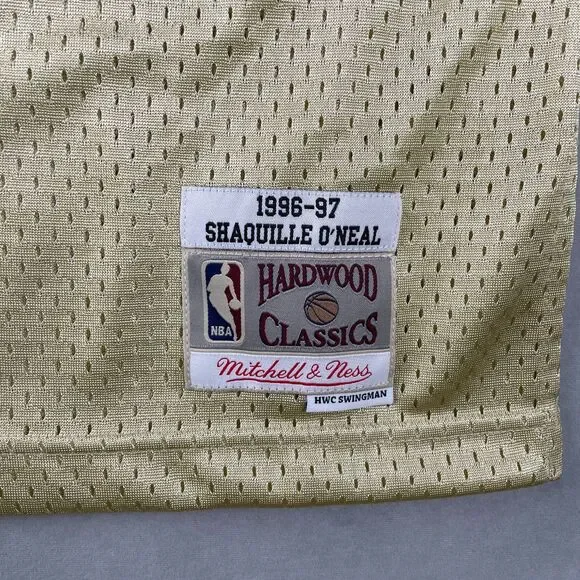 1996-97
SHAQUILLE O'NEAL
NBA
HARDWOOD
CLASSICS
Mitchell & Ness
HWC SWINGMAN